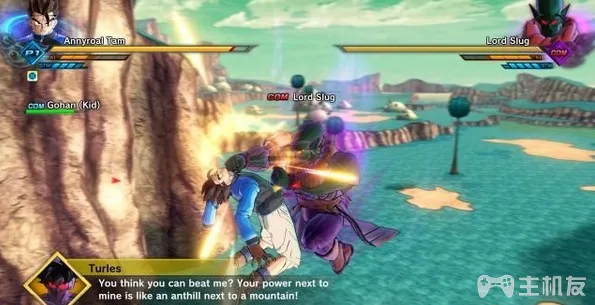 Annyroal Tam
Lord Slug
P1
COM
COM Lord Slug
COM Gohan (Kid)
Turles
You think you can beat me? Your power next to
mine is like an anthill next to a mountain!
主机友